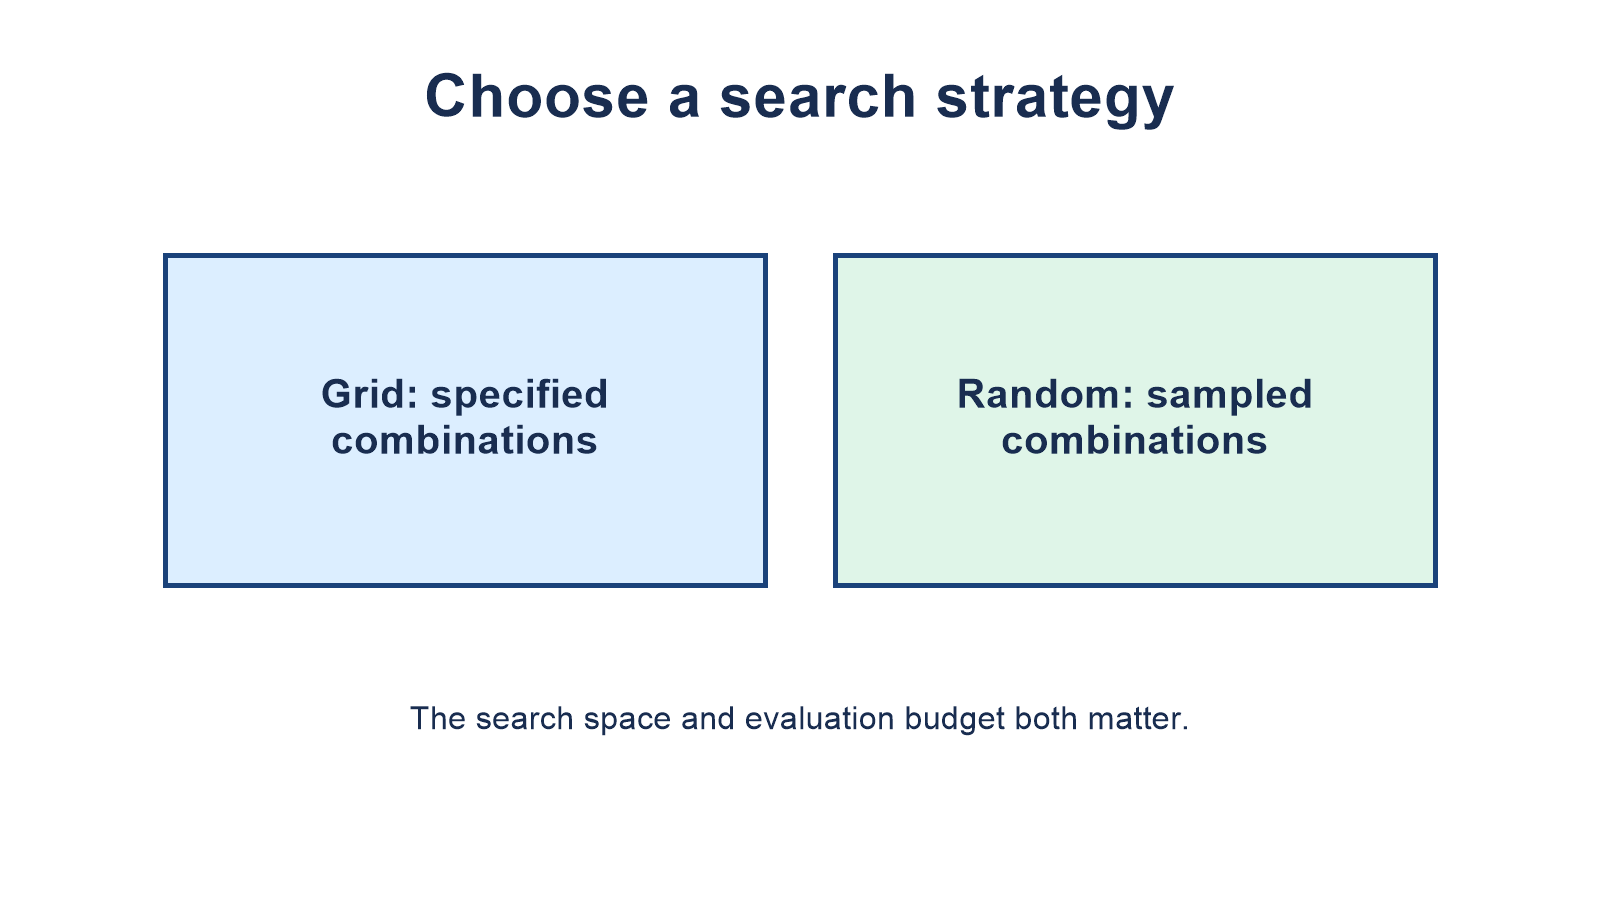 Choose a search strategy
Grid: specified
combinations
Random: sampled
combinations
The search space and evaluation budget both matter.